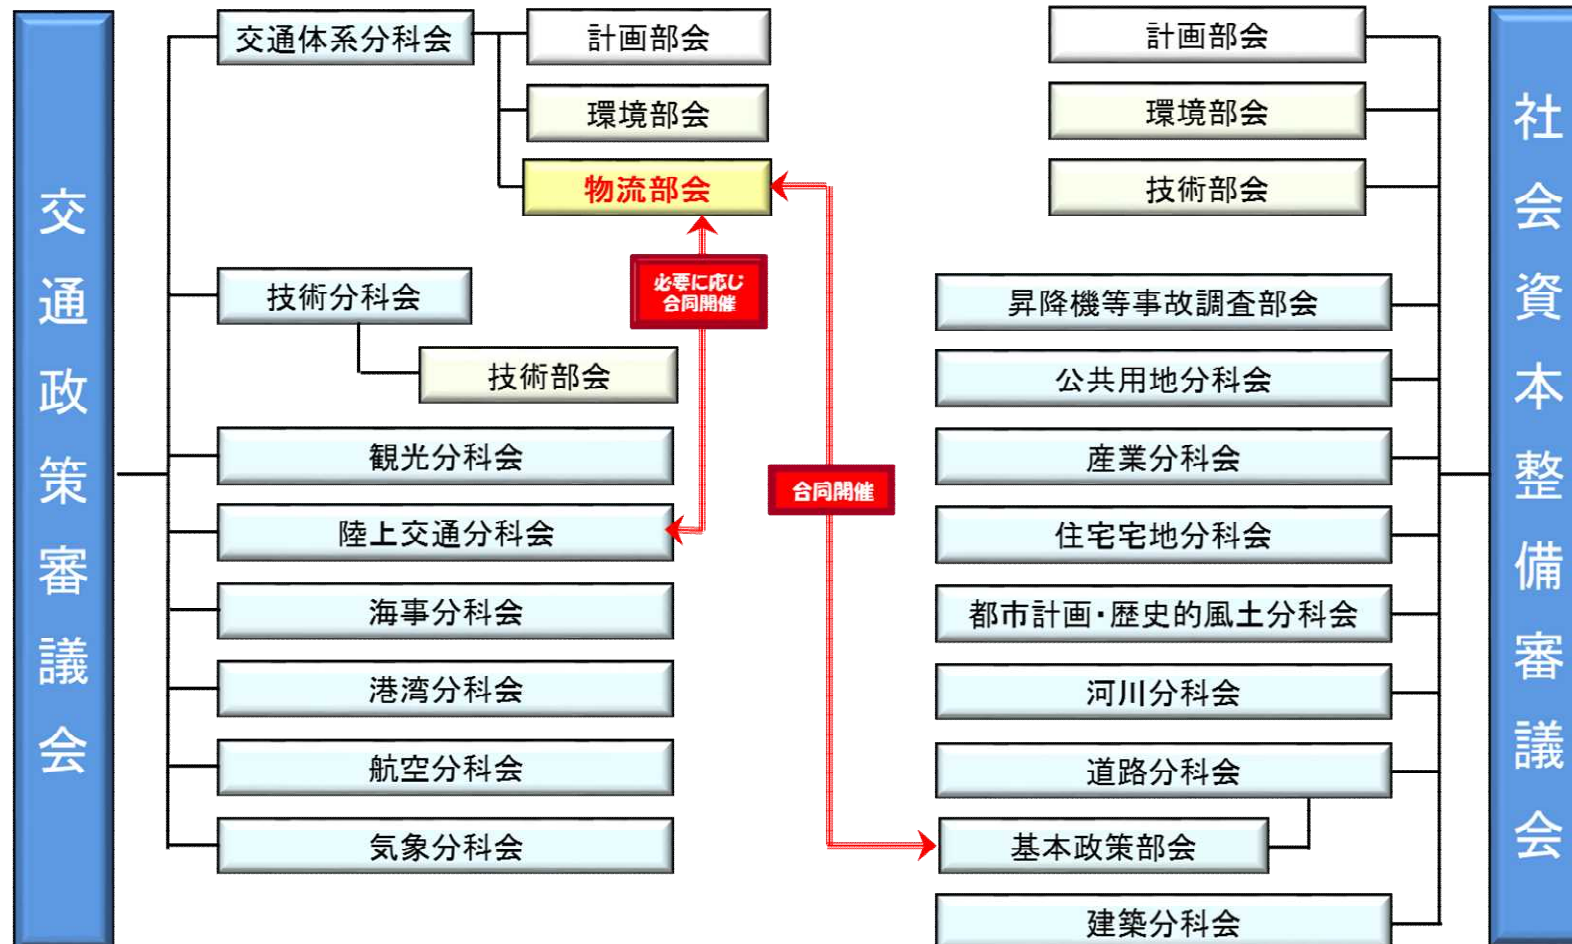 交通政策審議会
交通体系分科会
計画部会
環境部会
物流部会
必要に応じ
合同開催
技術分科会
技術部会
観光分科会
陸上交通分科会
海事分科会
港湾分科会
航空分科会
気象分科会
合同開催
計画部会
環境部会
技術部会
昇降機等事故調査部会
公共用地分科会
産業分科会
住宅宅地分科会
都市計画・歴史的風土分科会
河川分科会
道路分科会
基本政策部会
建築分科会
社会資本整備審議会